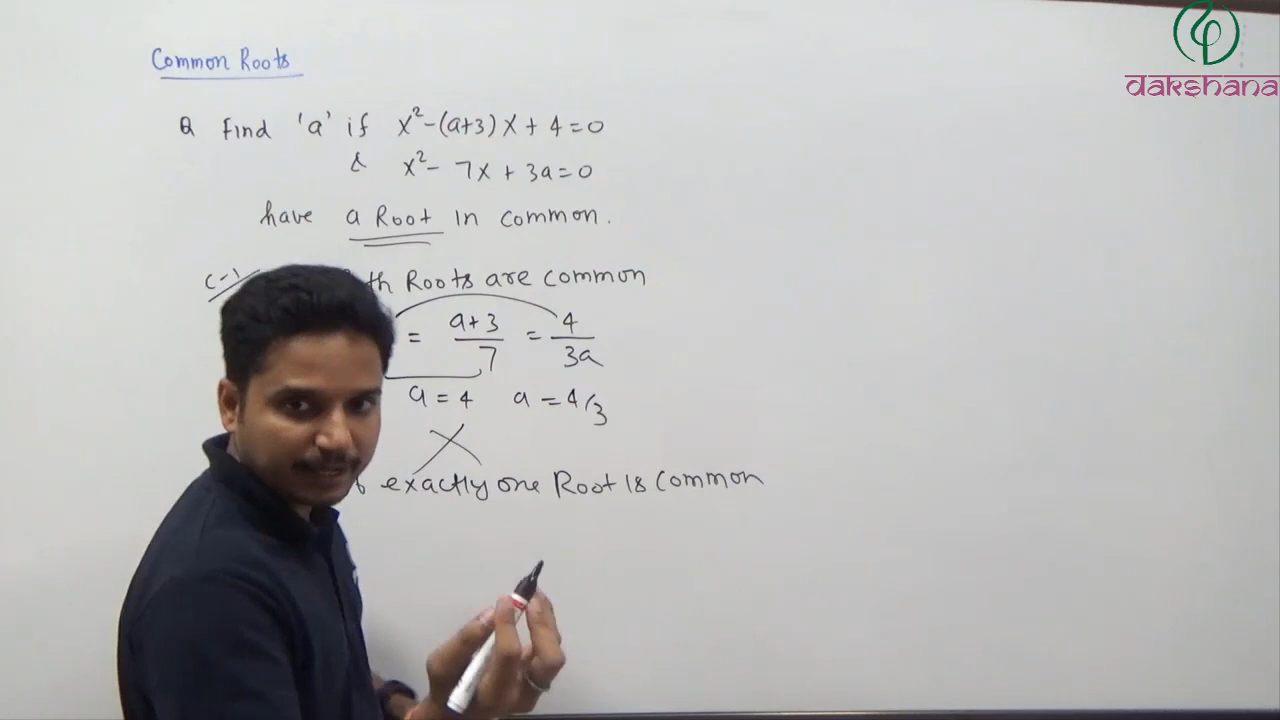 dakshana
Common Roots
Q Find 'a' if x²-(a+3)x+4=0
& x²- 7x + 3a=0
have a Root in common.
C-1 Roots are common
= a+3/7 = 4/3a
a = 4 a = 4/3
exactly one Root is common